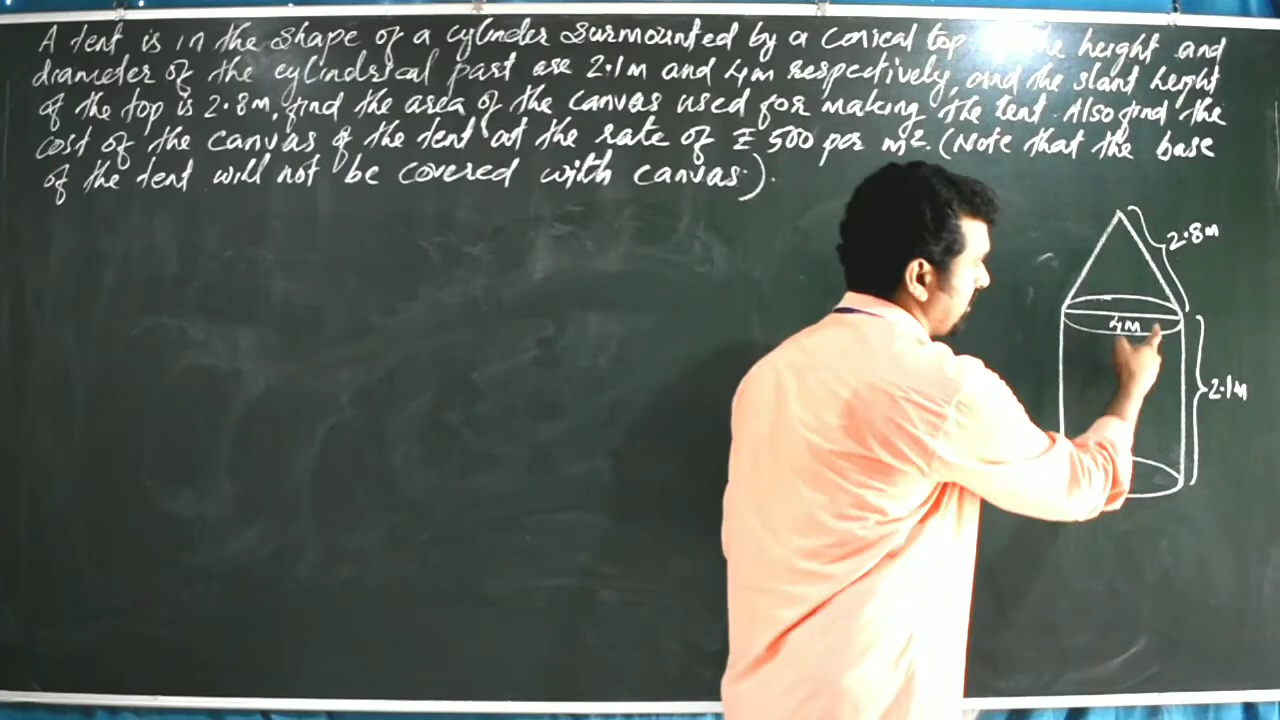 A tent is in the shape of a cylinder surmounted by a conical top the height and
diameter of the cylindrical part are 2.1m and 4m respectively, and the slant height
of the top is 2.8m, find the area of the canvas used for making the tent. Also find the
cost of the canvas of the tent at the rate of ₹ 500 per m². (Note that the base
of the tent will not be covered with canvas.).
2.8m
4m
2.1m